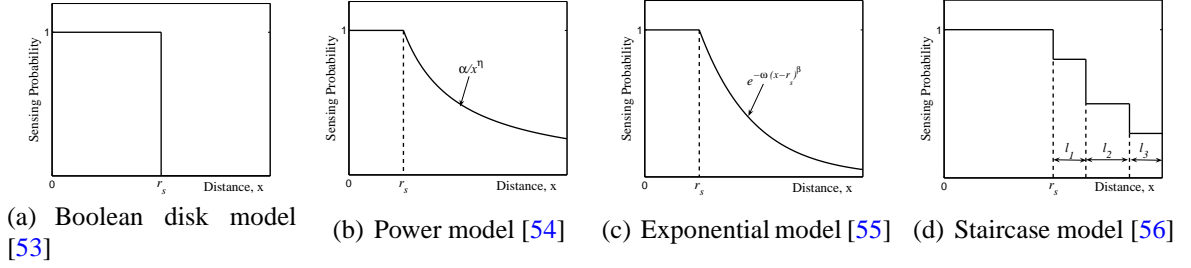 Sensing Probability
1
0
r_s
Distance, x
(a) Boolean disk model
[53]
Sensing Probability
1
α/x^η
0
r_s
Distance, x
(b) Power model [54]
Sensing Probability
1
e^{-ω(x-r_s)^β}
0
r_s
Distance, x
(c) Exponential model [55]
Sensing Probability
1
l_1
l_2
l_3
0
r_s
Distance, x
(d) Staircase model [56]